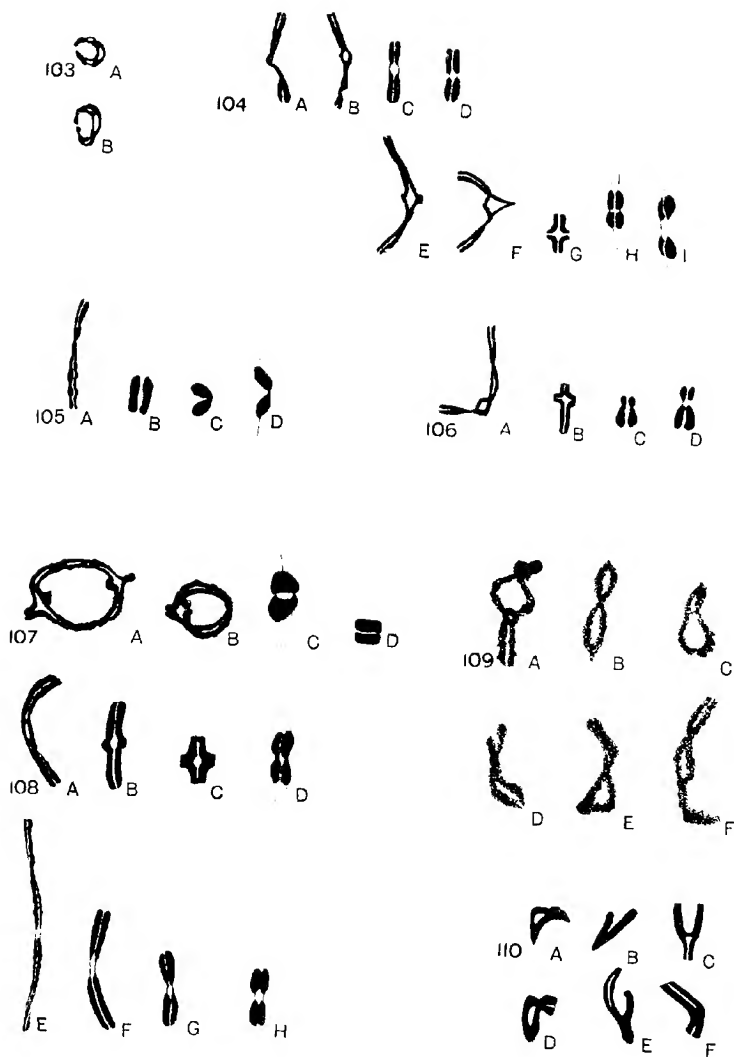 103 A
B
104 A B C D
E F G H I
105 A B C D
106 A B C D
107 A B C D
109 A B C
108 A B C D
D E F
E F G H
110 A B C
D E F